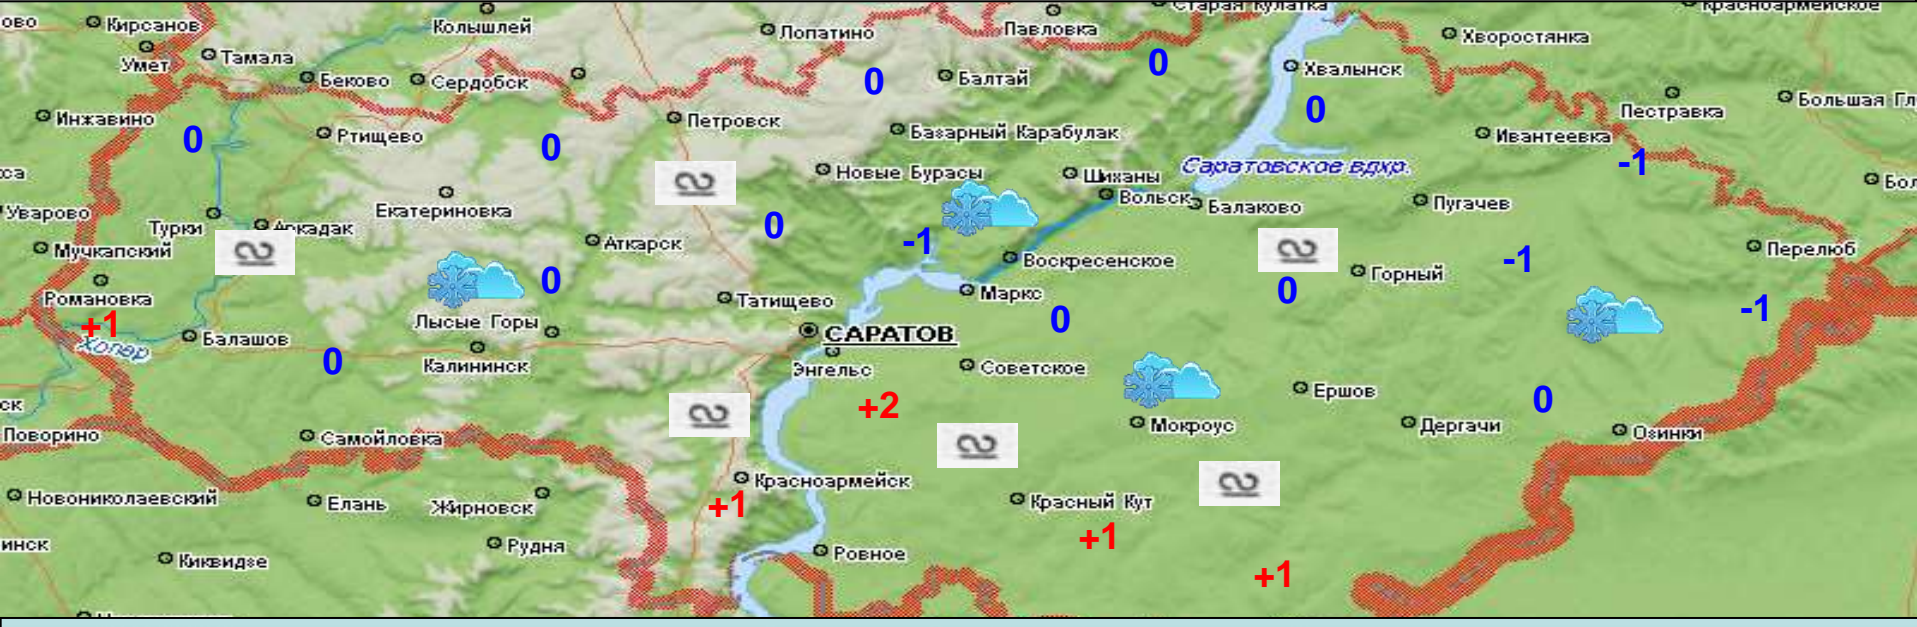 Старая Кулатка
Красноармейское
Кирсанов
Колышлей
Лопатино
Павловка
Хворостянка
Умет
Тамала
Беково
Сердобск
0
Балтай
0
Хвалынск
0
Пестравка
Инжавино
0
Ртищево
0
Петровск
Базарный Карабулак
Ивантеевка
-1
Новые Бурасы
Шиханы
Саратовское вдхр.
Уварово
Екатериновка
Вольск
Балаково
Пугачев
Турки
Аркадак
Аткарск
0
-1
Мучкапский
Воскресенское
Горный
-1
Перелюб
Романовка
0
Татищево
Маркс
0
-1
+1
Хопер
Балашов
Лысые Горы
САРАТОВ
0
0
Калининск
Энгельс
Советское
+2
Ершов
0
Поворино
Самойловка
Мокроус
Дергачи
Озинки
Новониколаевский
Елань
Жирновск
Красноармейск
+1
Красный Кут
+1
Киквидзе
Рудня
Ровное
+1